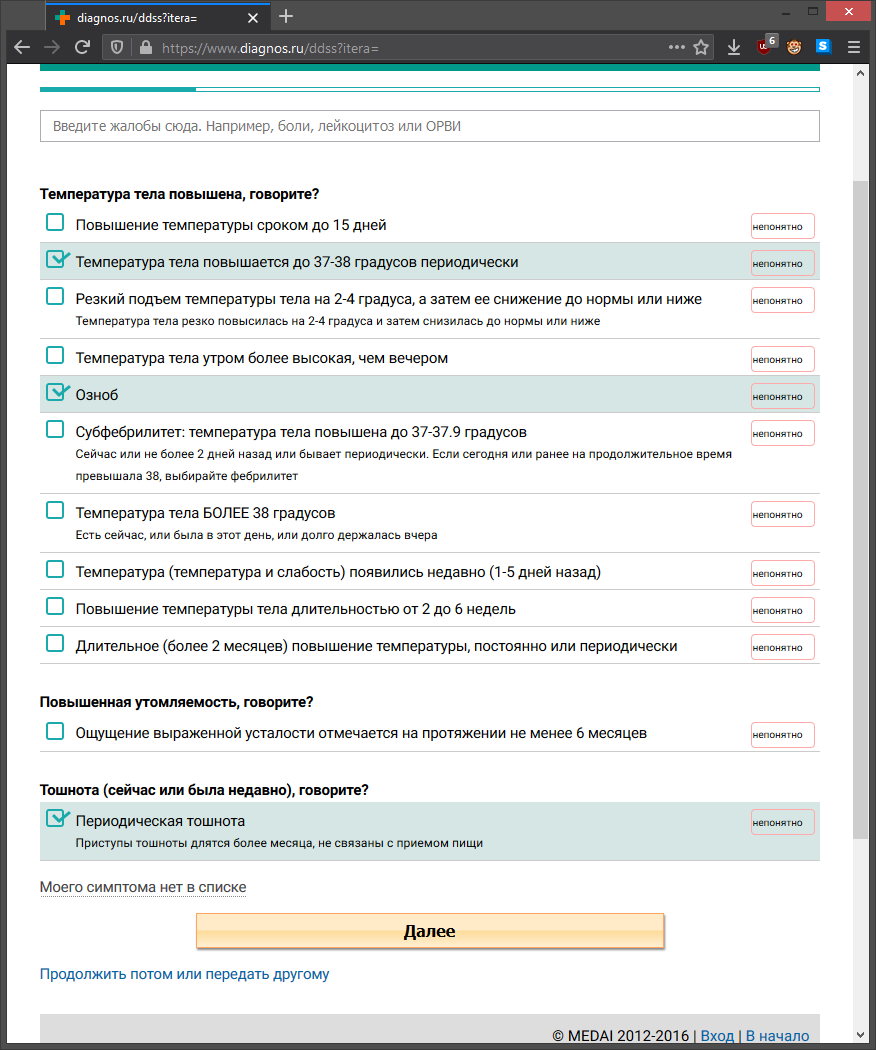 diagnos.ru/ddss?itera=
https://www.diagnos.ru/ddss?itera=
6
S
Введите жалобы сюда. Например, боли, лейкоцитоз или ОРВИ
Температура тела повышена, говорите?
Повышение температуры сроком до 15 дней
непонятно
Температура тела повышается до 37-38 градусов периодически
непонятно
Резкий подъем температуры тела на 2-4 градуса, а затем ее снижение до нормы или ниже
непонятно
Температура тела резко повысилась на 2-4 градуса и затем снизилась до нормы или ниже
Температура тела утром более высокая, чем вечером
непонятно
Озноб
непонятно
Субфебрилитет: температура тела повышена до 37-37.9 градусов
непонятно
Сейчас или не более 2 дней назад или бывает периодически. Если сегодня или ранее на продолжительное время
превышала 38, выбирайте фебрилитет
Температура тела БОЛЕЕ 38 градусов
непонятно
Есть сейчас, или была в этот день, или долго держалась вчера
Температура (температура и слабость) появились недавно (1-5 дней назад)
непонятно
Повышение температуры тела длительностью от 2 до 6 недель
непонятно
Длительное (более 2 месяцев) повышение температуры, постоянно или периодически
непонятно
Повышенная утомляемость, говорите?
Ощущение выраженной усталости отмечается на протяжении не менее 6 месяцев
непонятно
Тошнота (сейчас или была недавно), говорите?
Периодическая тошнота
непонятно
Приступы тошноты длятся более месяца, не связаны с приемом пищи
Моего симптома нет в списке
Далее
Продолжить потом или передать другому
© MEDAI 2012-2016 | Вход | В начало